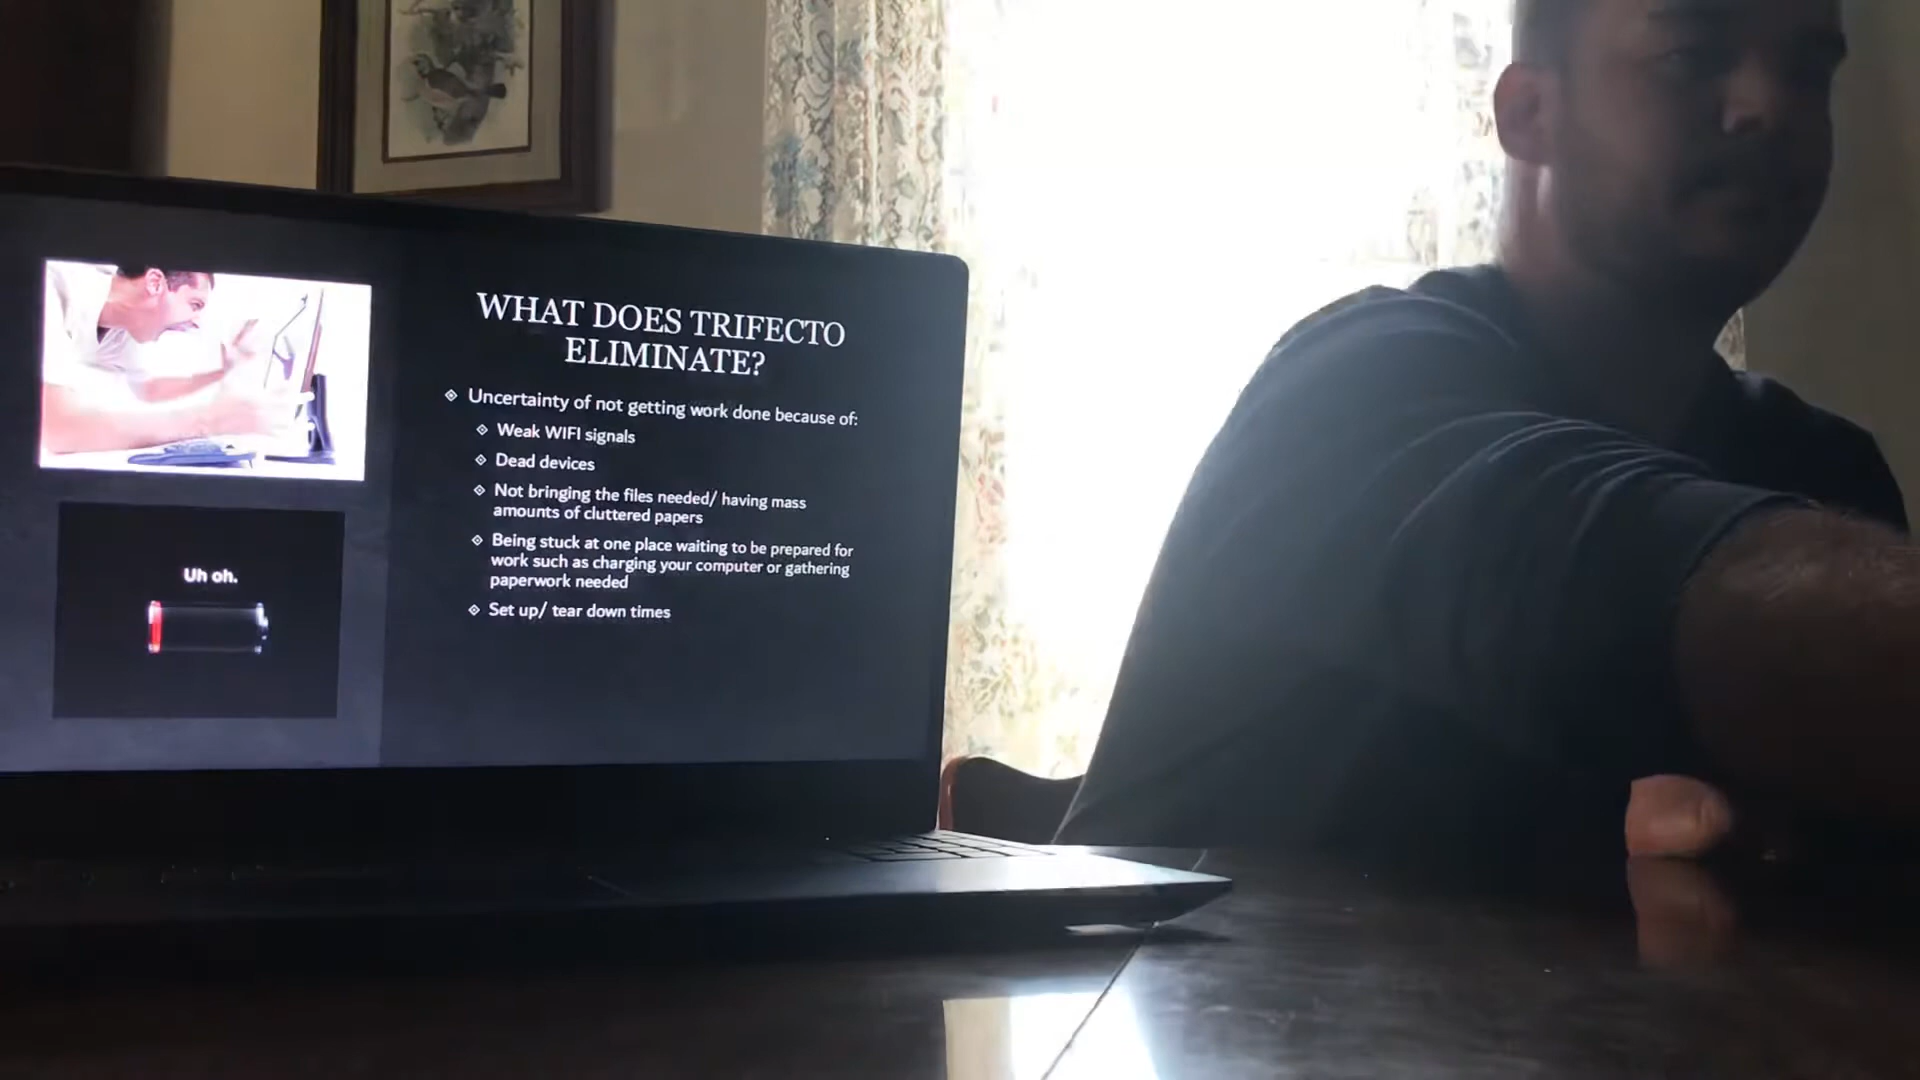 WHAT DOES TRIFECTO
ELIMINATE?
Uncertainty of not getting work done because of:
Weak WIFI signals
Dead devices
Not bringing the files needed/ having mass
amounts of cluttered papers
Being stuck at one place waiting to be prepared for
work such as charging your computer or gathering
paperwork needed
Set up/ tear down times
Uh oh.